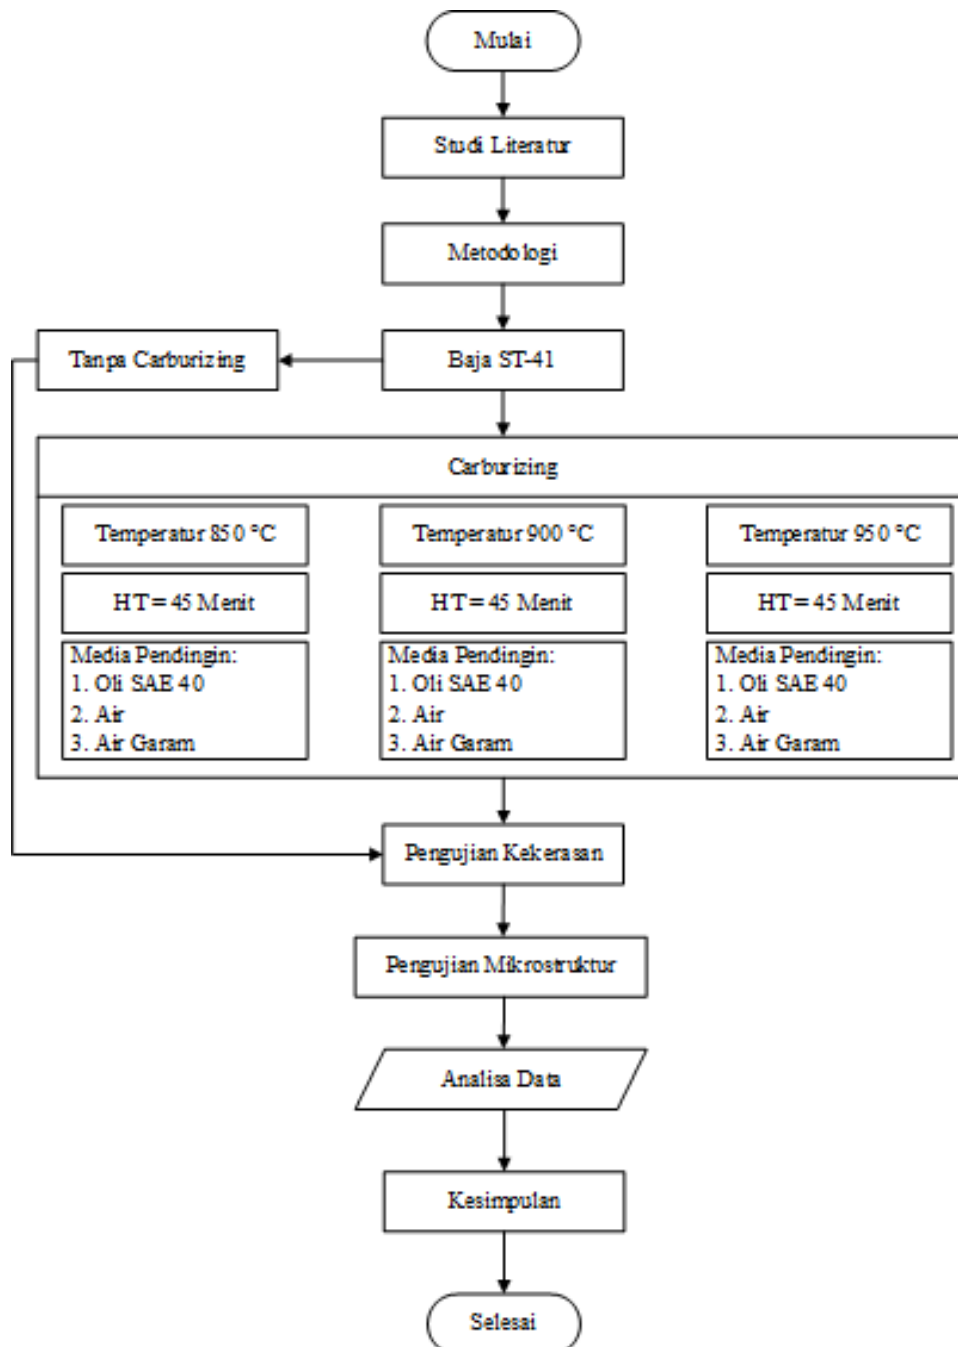 Mulai
Studi Literatur
Metodologi
Tanpa Carburizing
Baja ST-41
Carburizing
Temperatur 850 °C
HT = 45 Menit
Media Pendingin:
1. Oli SAE 40
2. Air
3. Air Garam
Temperatur 900 °C
HT = 45 Menit
Media Pendingin:
1. Oli SAE 40
2. Air
3. Air Garam
Temperatur 950 °C
HT = 45 Menit
Media Pendingin:
1. Oli SAE 40
2. Air
3. Air Garam
Pengujian Kekerasan
Pengujian Mikrostruktur
Analisa Data
Kesimpulan
Selesai